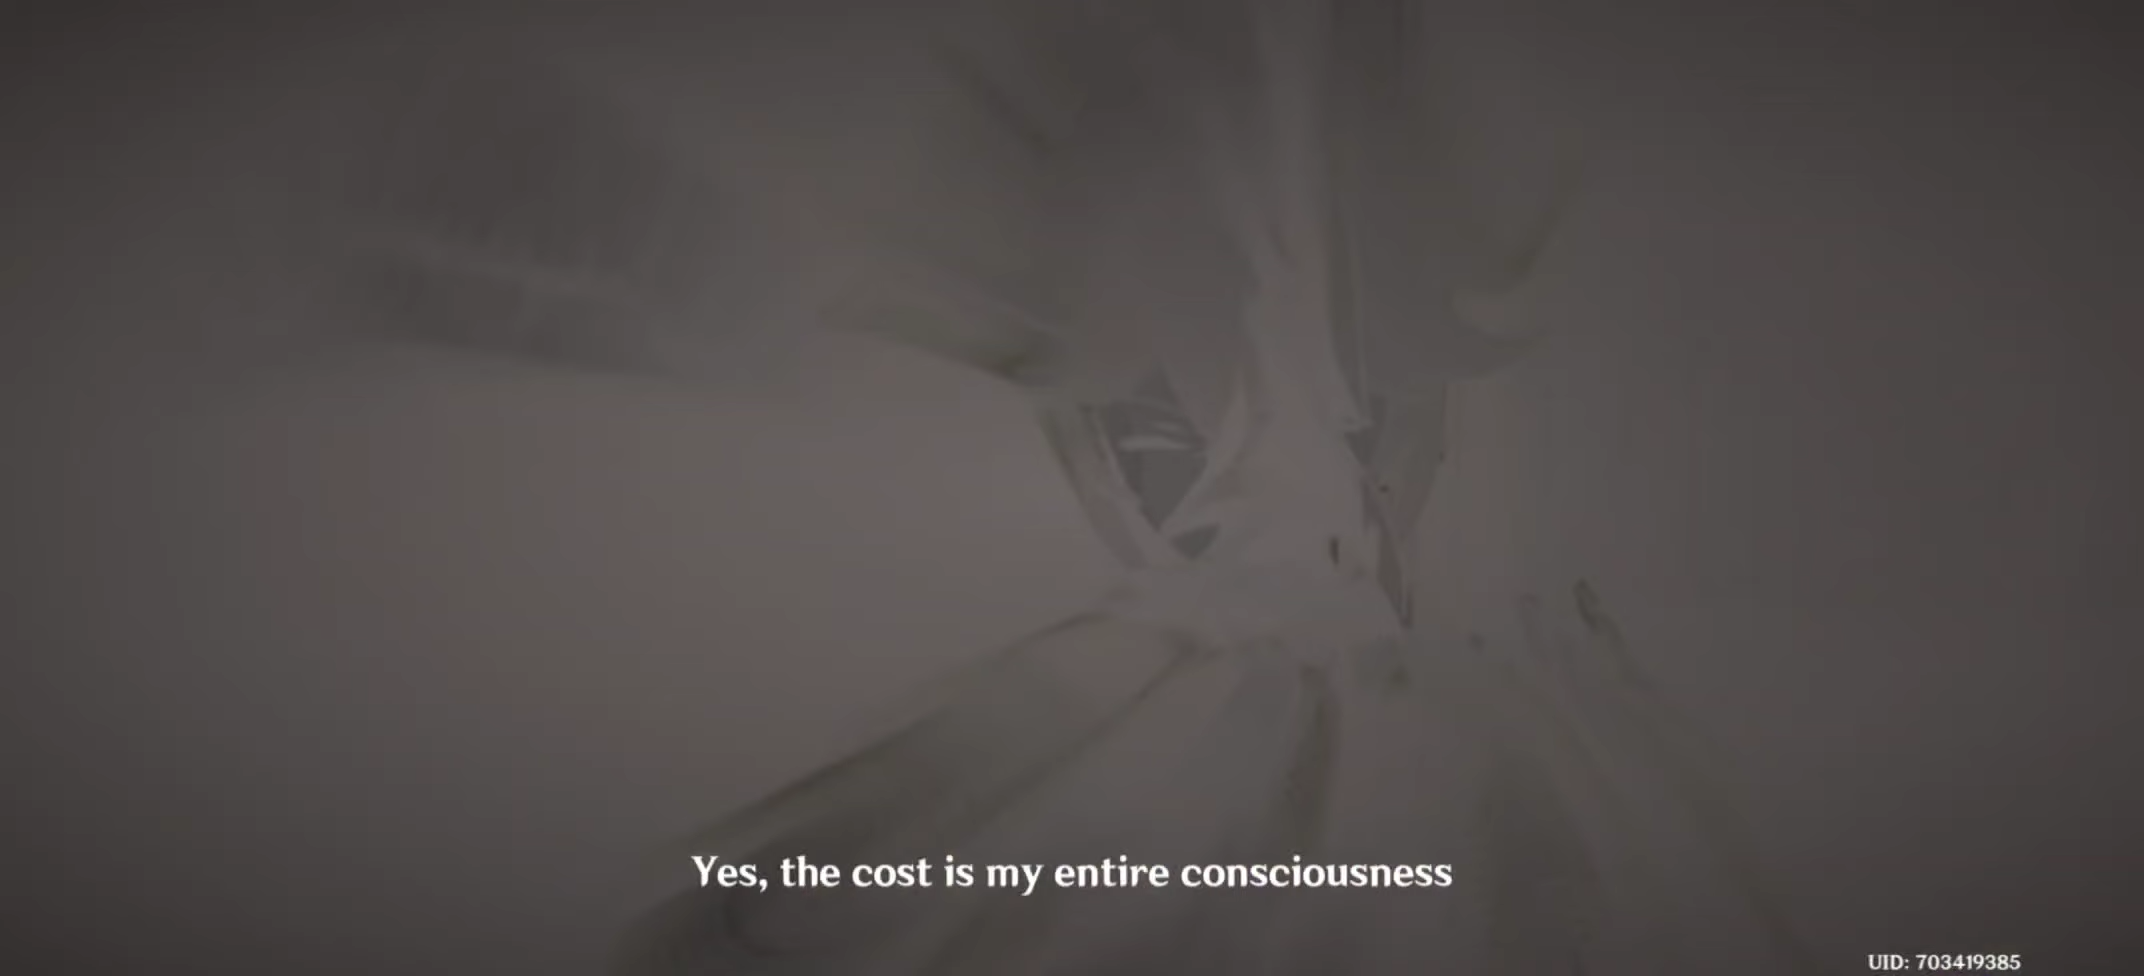 Yes, the cost is my entire consciousness
UID: 703419385